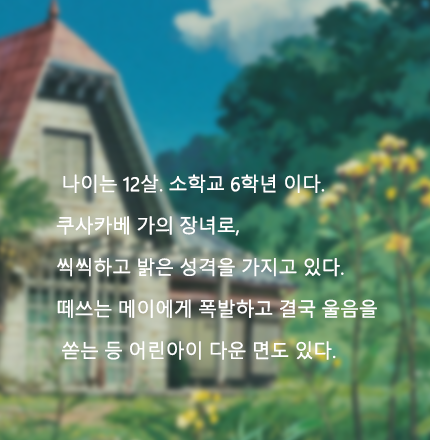 나이는 12살. 소학교 6학년 이다.
쿠사카베 가의 장녀로,
씩씩하고 밝은 성격을 가지고 있다.
떼쓰는 메이에게 폭발하고 결국 울음을
쏟는 등 어린아이 다운 면도 있다.